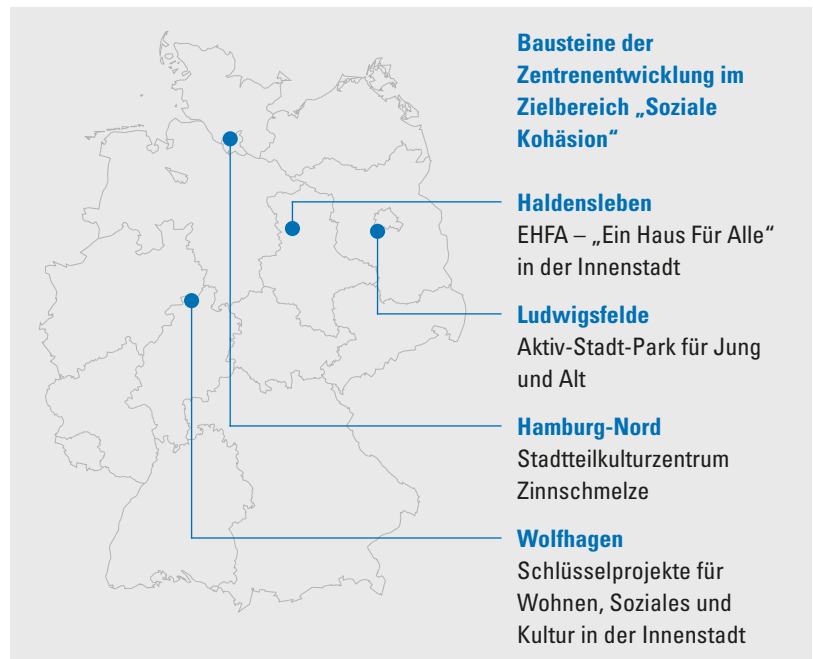 Bausteine der
Zentrenentwicklung im
Zielbereich „Soziale
Kohäsion“
Haldensleben
EHFA – „Ein Haus Für Alle“
in der Innenstadt
Ludwigsfelde
Aktiv-Stadt-Park für Jung
und Alt
Hamburg-Nord
Stadtteilkulturzentrum
Zinnschmelze
Wolfhagen
Schlüsselprojekte für
Wohnen, Soziales und
Kultur in der Innenstadt